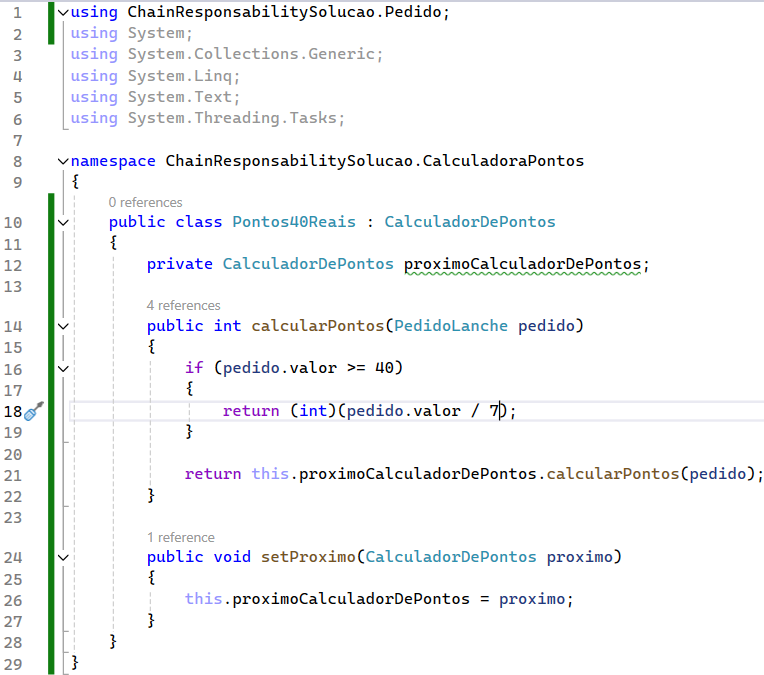 1 using ChainResponsabilitySolucao.Pedido;
2 using System;
3 using System.Collections.Generic;
4 using System.Linq;
5 using System.Text;
6 using System.Threading.Tasks;
7
8 namespace ChainResponsabilitySolucao.CalculadoraPontos
9 {
0 references
10 public class Pontos40Reais : CalculadorDePontos
11 {
12 private CalculadorDePontos proximoCalculadorDePontos;
13
4 references
14 public int calcularPontos(PedidoLanche pedido)
15 {
16 if (pedido.valor >= 40)
17 {
18 return (int)(pedido.valor / 7);
19 }
20
21 return this.proximoCalculadorDePontos.calcularPontos(pedido);
22 }
23
1 reference
24 public void setProximo(CalculadorDePontos proximo)
25 {
26 this.proximoCalculadorDePontos = proximo;
27 }
28 }
29 }